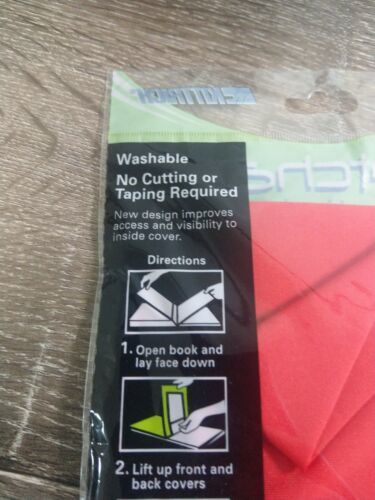 Washable
No Cutting or
Taping Required
New design improves
access and visibility to
inside cover.
Directions
1. Open book and
lay face down
2. Lift up front and
back covers